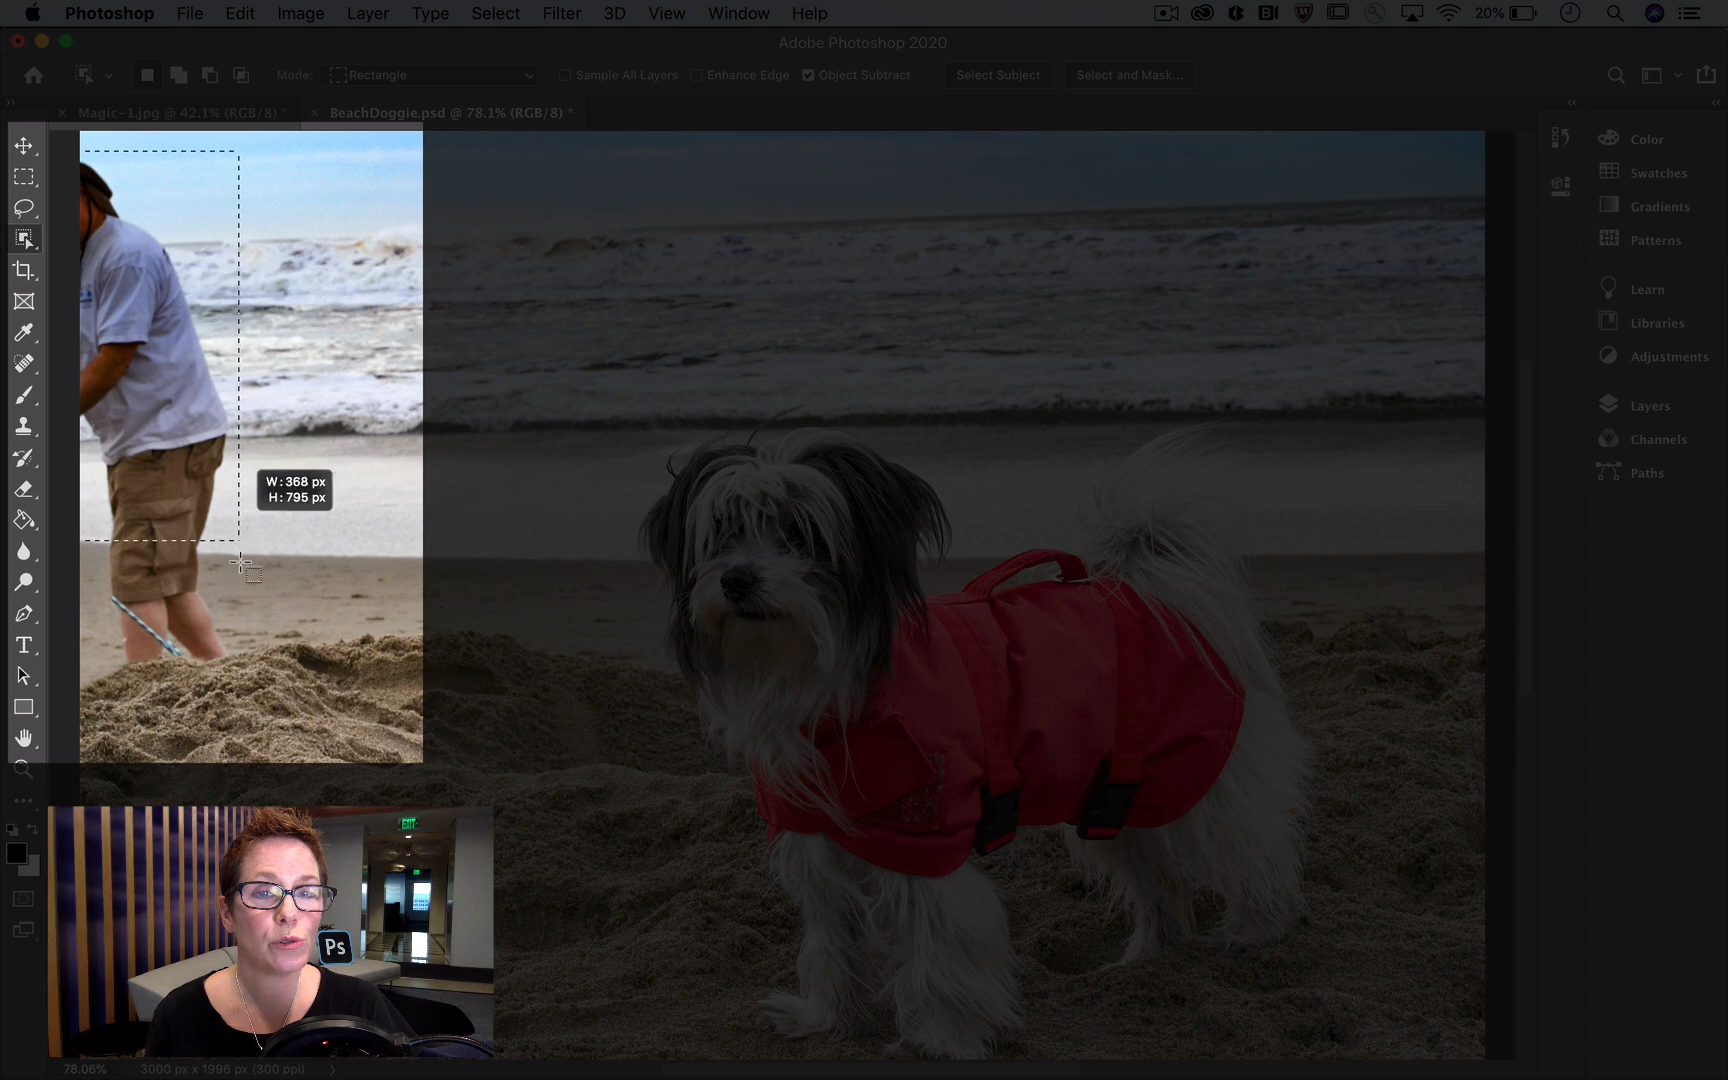 Photoshop File Edit Image Layer Type Select Filter 3D View Window Help 20%
Adobe Photoshop 2020
Mode: Rectangle Sample All Layers Enhance Edge Object Subtract Select Subject Select and Mask...
Magic-1.jpg @ 42.1% (RGB/8) * BeachDoggie.psd @ 78.1% (RGB/8) *
Color
Swatches
Gradients
Patterns
Learn
Libraries
Adjustments
Layers
Channels
Paths
W: 368 px
H: 795 px
T
EXIT
Ps
78.06% 3000 px x 1996 px (300 ppi)